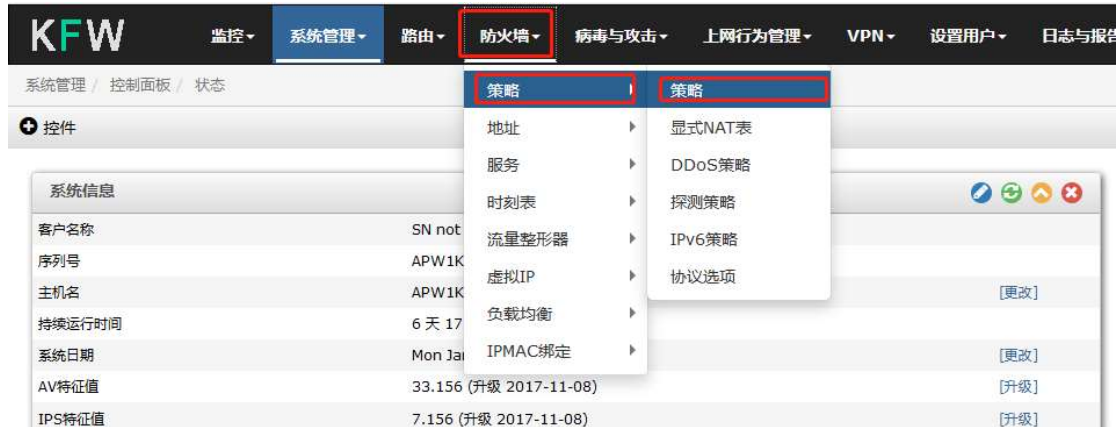 KFW 监控 系统管理 路由 防火墙 病毒与攻击 上网行为管理 VPN 设置用户 日志与报告
系统管理 / 控制面板 / 状态
策略 策略
控件
地址 显式NAT表
服务 DDoS策略
系统信息
时刻表 探测策略
客户名称 SN not
流量整形器 IPv6策略
序列号 APW1K
虚拟IP 协议选项
主机名 APW1K [更改]
负载均衡
持续运行时间 6 天 17
IPMAC绑定
系统日期 Mon Jan [更改]
AV特征值 33.156 (升级 2017-11-08) [升级]
IPS特征值 7.156 (升级 2017-11-08) [升级]